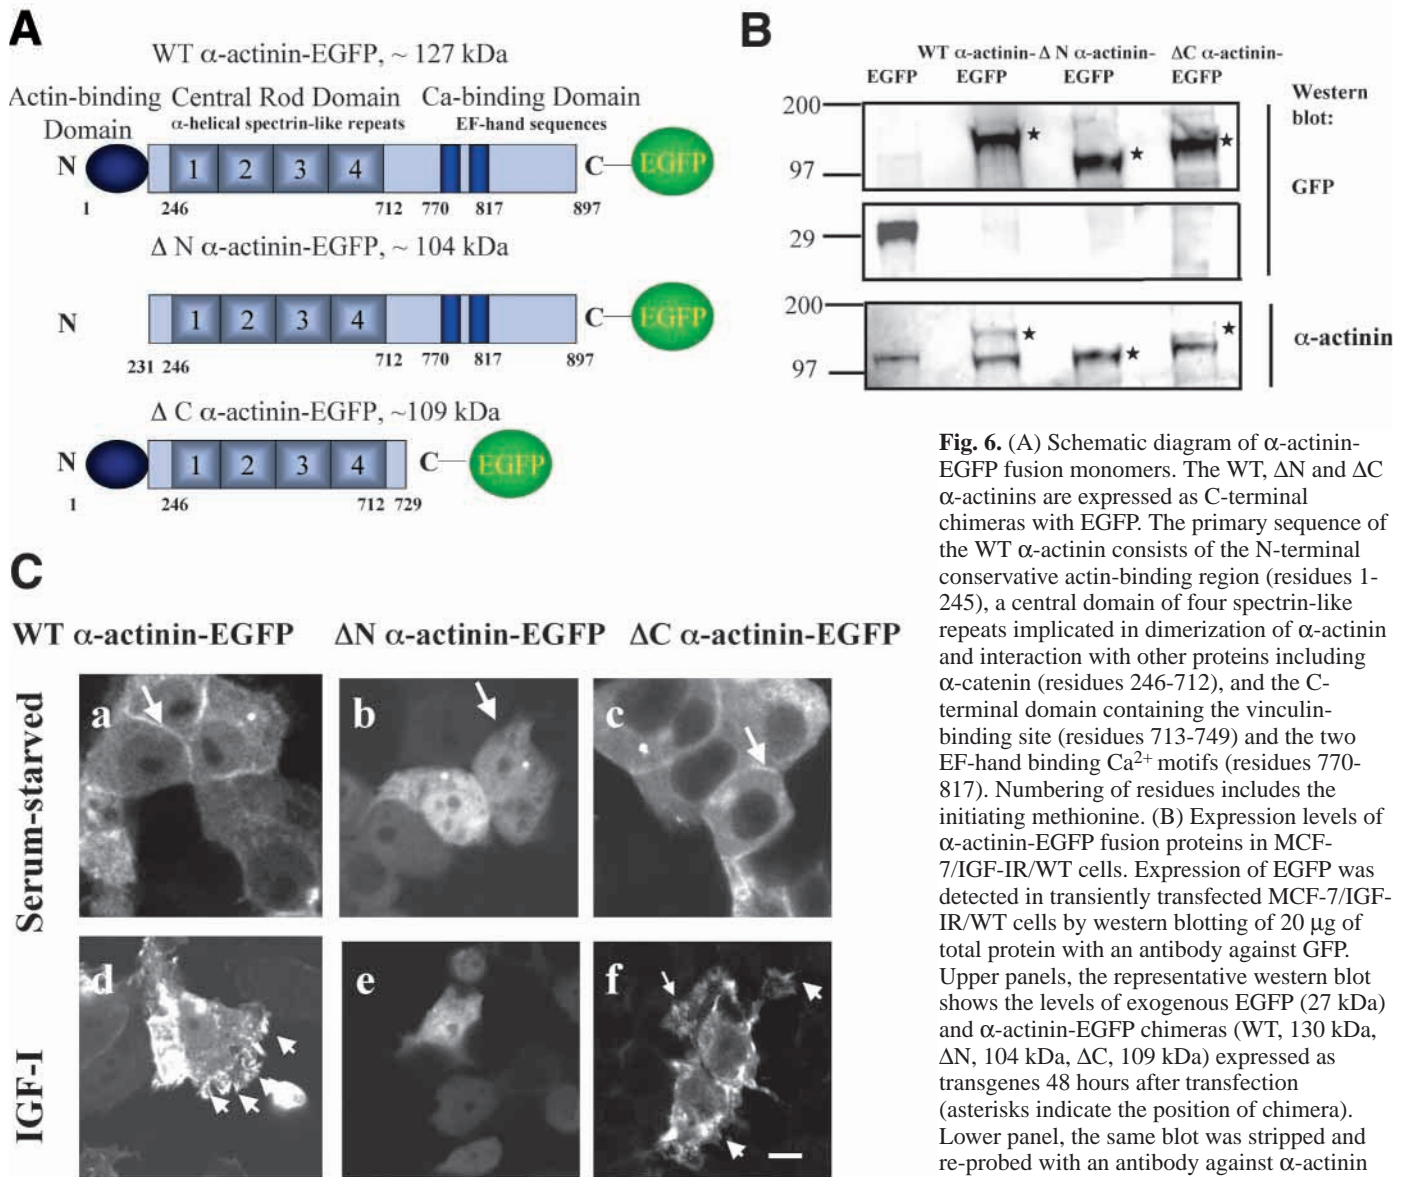 A
WT α-actinin-EGFP, ~ 127 kDa
Actin-binding Domain
Central Rod Domain
α-helical spectrin-like repeats
Ca-binding Domain
EF-hand sequences
N 1 2 3 4 C EGFP
1 246 712 770 817 897
Δ N α-actinin-EGFP, ~ 104 kDa
N 1 2 3 4 C EGFP
231 246 712 770 817 897
Δ C α-actinin-EGFP, ~109 kDa
N 1 2 3 4 C EGFP
1 246 712 729
B
EGFP
WT α-actinin-EGFP
Δ N α-actinin-EGFP
ΔC α-actinin-EGFP
Western blot:
200
97
GFP
29
200
97
α-actinin
C
WT α-actinin-EGFP ΔN α-actinin-EGFP ΔC α-actinin-EGFP
Serum-starved
a b c
IGF-I
d e f
Fig. 6. (A) Schematic diagram of α-actinin-
EGFP fusion monomers. The WT, ΔN and ΔC
α-actinins are expressed as C-terminal
chimeras with EGFP. The primary sequence of
the WT α-actinin consists of the N-terminal
conservative actin-binding region (residues 1-
245), a central domain of four spectrin-like
repeats implicated in dimerization of α-actinin
and interaction with other proteins including
α-catenin (residues 246-712), and the C-
terminal domain containing the vinculin-
binding site (residues 713-749) and the two
EF-hand binding Ca2+ motifs (residues 770-
817). Numbering of residues includes the
initiating methionine. (B) Expression levels of
α-actinin-EGFP fusion proteins in MCF-
7/IGF-IR/WT cells. Expression of EGFP was
detected in transiently transfected MCF-7/IGF-
IR/WT cells by western blotting of 20 μg of
total protein with an antibody against GFP.
Upper panels, the representative western blot
shows the levels of exogenous EGFP (27 kDa)
and α-actinin-EGFP chimeras (WT, 130 kDa,
ΔN, 104 kDa, ΔC, 109 kDa) expressed as
transgenes 48 hours after transfection
(asterisks indicate the position of chimera).
Lower panel, the same blot was stripped and
re-probed with an antibody against α-actinin